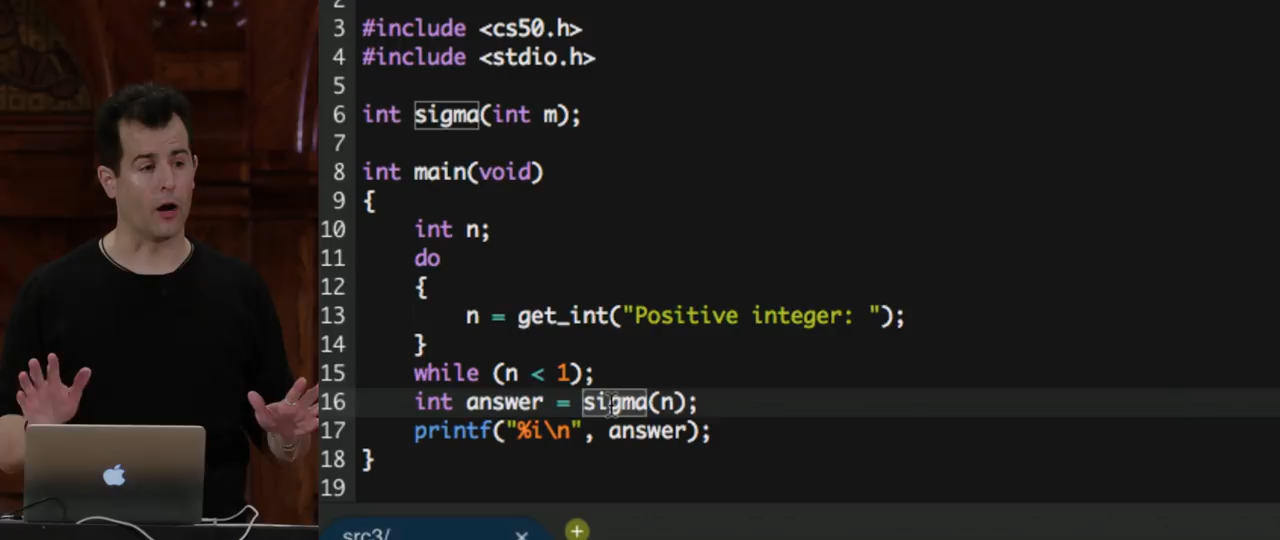 2
3 #include <cs50.h>
4 #include <stdio.h>
5
6 int sigma(int m);
7
8 int main(void)
9 {
10     int n;
11     do
12     {
13         n = get_int("Positive integer: ");
14     }
15     while (n < 1);
16     int answer = sigma(n);
17     printf("%i\n", answer);
18 }
19
src3/ × +